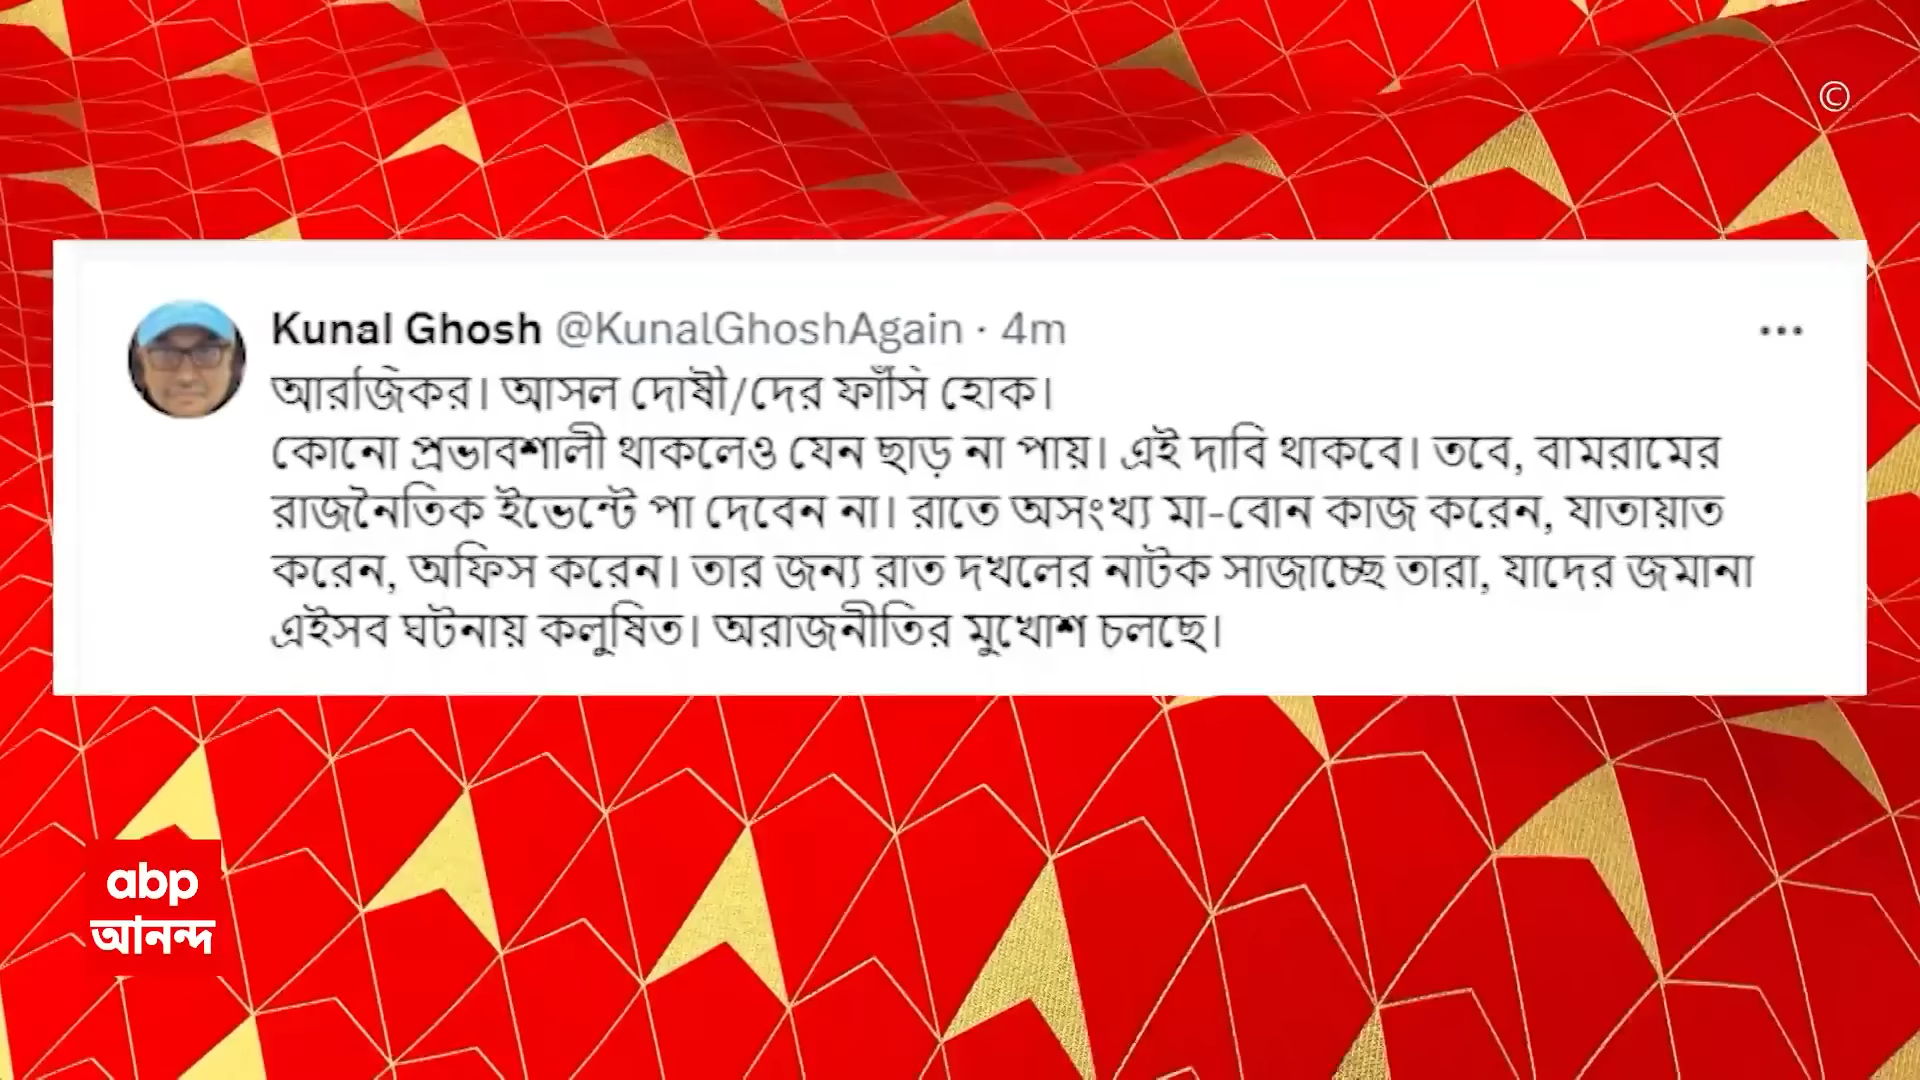 ©
Kunal Ghosh @KunalGhoshAgain · 4m
আরজিকর। আসল দোষী/দের ফাঁসি হোক।
কোনো প্রভাবশালী থাকলেও যেন ছাড় না পায়। এই দাবি থাকবে। তবে, বামরামের
রাজনৈতিক ইভেন্টে পা দেবেন না। রাতে অসংখ্য মা-বোন কাজ করেন, যাতায়াত
করেন, অফিস করেন। তার জন্য রাত দখলের নাটক সাজাচ্ছে তারা, যাদের জমানা
এইসব ঘটনায় কলুষিত। অরাজনীতির মুখোশ চলছে।
abp
আনন্দ